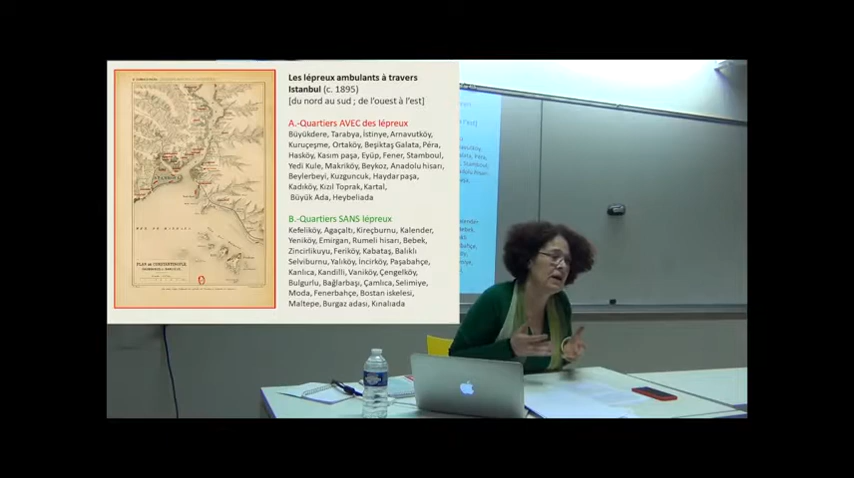 Les lépreux ambulants à travers
Istanbul (c. 1895)
[du nord au sud ; de l'ouest à l'est]
A.-Quartiers AVEC des lépreux
Büyükdere, Tarabya, İstinye, Arnavutköy,
Kuruçeşme, Ortaköy, Beşiktaş Galata, Péra,
Hasköy, Kasım paşa, Eyüp, Fener, Stamboul,
Yedi Kule, Makriköy, Beykoz, Anadolu hisarı,
Beylerbeyi, Kuzguncuk, Haydar paşa,
Kadıköy, Kızıl Toprak, Kartal,
Büyük Ada, Heybeliada
B.-Quartiers SANS lépreux
Kefeliköy, Agaçaltı, Kireçburnu, Kalender,
Yeniköy, Emirgan, Rumeli hisarı, Bebek,
Zincirlikuyu, Feriköy, Kabataş, Balıklı
Selviburnu, Yalıköy, İncirköy, Paşabahçe,
Kanlıca, Kandilli, Vaniköy, Çengelköy,
Bulgurlu, Bağlarbaşı, Çamlıca, Selimiye,
Moda, Fenerbahçe, Bostan iskelesi,
Maltepe, Burgaz adası, Kınalıada
PLAN DE CONSTANTINOPLE